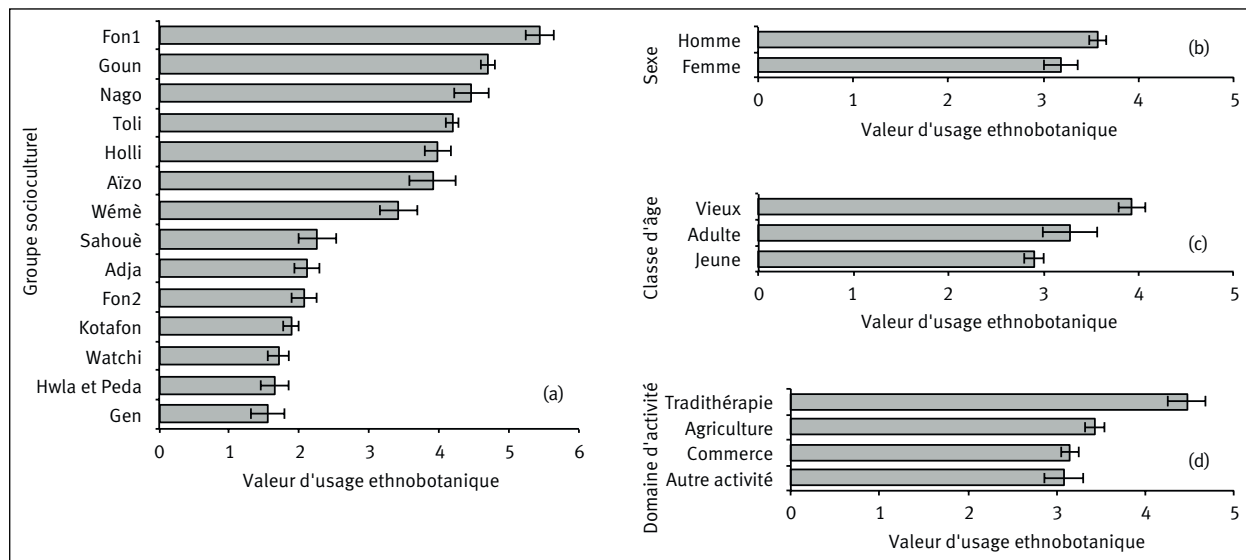 Groupe socioculturel
Fon1
Goun
Nago
Toli
Holli
Aïzo
Wémè
Sahouè
Adja
Fon2
Kotafon
Watchi
Hwla et Peda
Gen
(a)
0 1 2 3 4 5 6
Valeur d'usage ethnobotanique
Sexe
Homme
Femme
(b)
0 1 2 3 4 5
Valeur d'usage ethnobotanique
Classe d'âge
Vieux
Adulte
Jeune
(c)
0 1 2 3 4 5
Valeur d'usage ethnobotanique
Domaine d'activité
Tradithérapie
Agriculture
Commerce
Autre activité
(d)
0 1 2 3 4 5
Valeur d'usage ethnobotanique